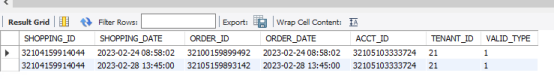 Result Grid Filter Rows: Export: Wrap Cell Content: IA
SHOPPING_ID SHOPPING_DATE ORDER_ID ORDER_DATE ACCT_ID TENANT_ID VALID_TYPE
32104159914044 2023-02-24 08:58:02 32100159899492 2023-02-24 08:58:02 32105103333724 21 1
32104159914044 2023-02-28 13:45:00 32105159893142 2023-02-28 13:45:00 32105103333724 21 1